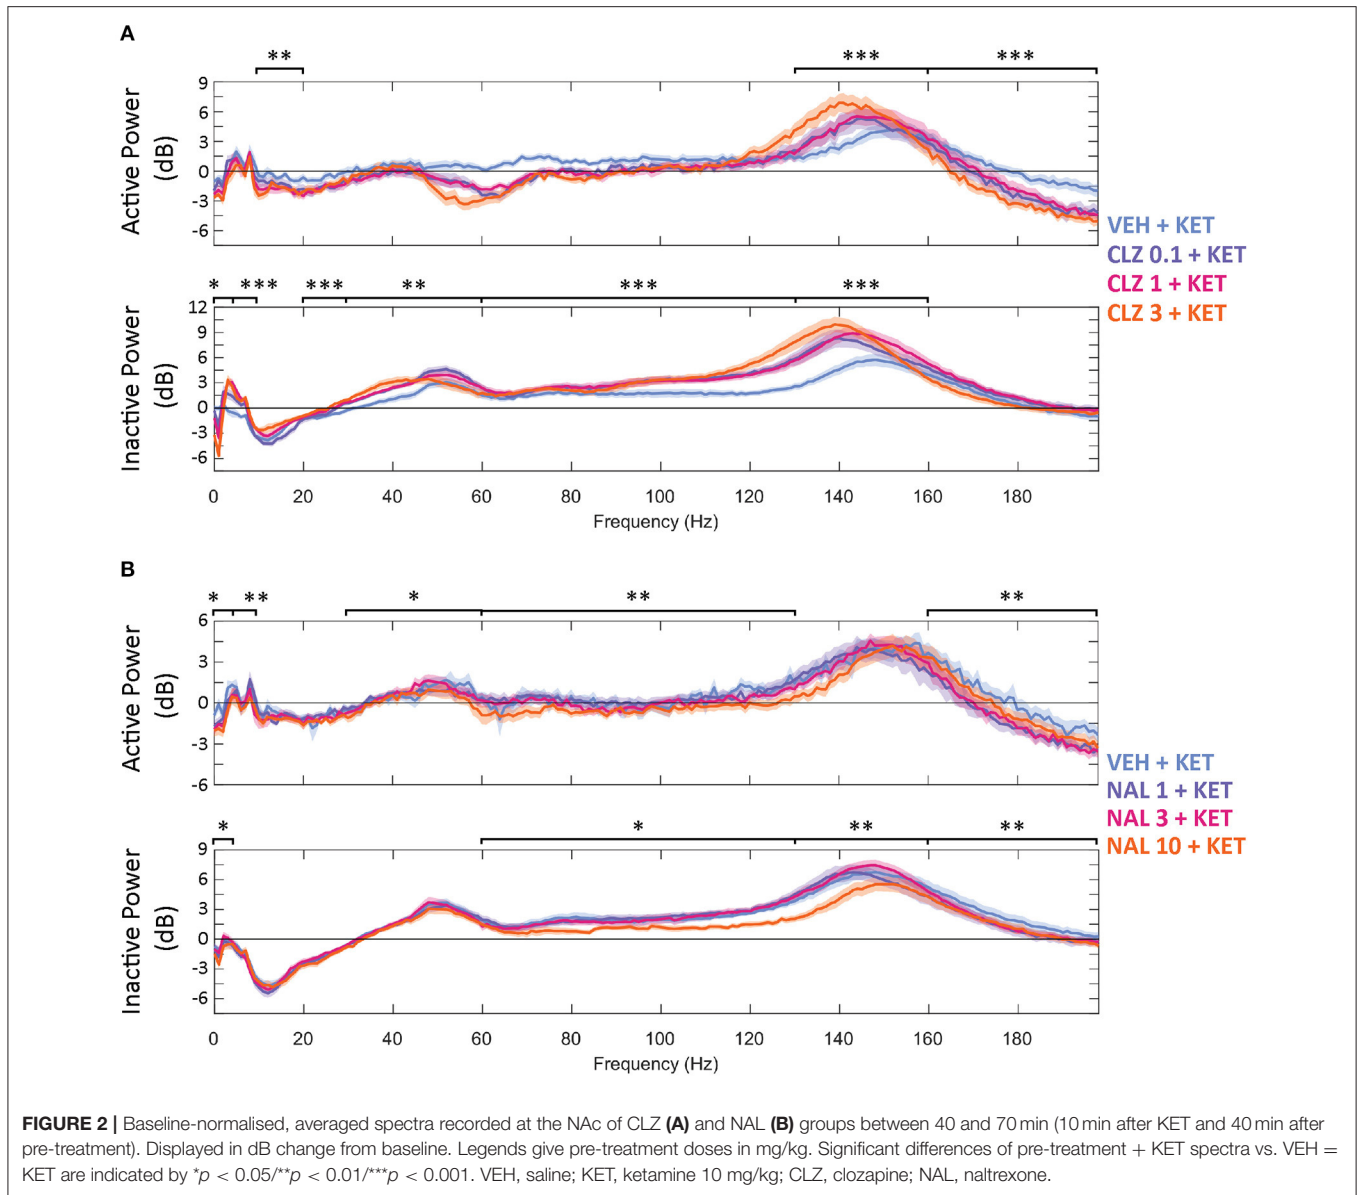 A
** *** ***
9
6
3
0
-3
-6
Active Power
(dB)
VEH + KET
CLZ 0.1 + KET
CLZ 1 + KET
CLZ 3 + KET
* *** *** ** *** ***
12
9
6
3
0
-3
-6
Inactive Power
(dB)
0 20 40 60 80 100 120 140 160 180
Frequency (Hz)
B
* ** * ** **
6
3
0
-3
-6
Active Power
(dB)
VEH + KET
NAL 1 + KET
NAL 3 + KET
NAL 10 + KET
* * ** **
9
6
3
0
-3
-6
Inactive Power
(dB)
0 20 40 60 80 100 120 140 160 180
Frequency (Hz)
FIGURE 2 | Baseline-normalised, averaged spectra recorded at the NAc of CLZ (A) and NAL (B) groups between 40 and 70 min (10 min after KET and 40 min after
pre-treatment). Displayed in dB change from baseline. Legends give pre-treatment doses in mg/kg. Significant differences of pre-treatment + KET spectra vs. VEH =
KET are indicated by *p < 0.05/**p < 0.01/***p < 0.001. VEH, saline; KET, ketamine 10 mg/kg; CLZ, clozapine; NAL, naltrexone.